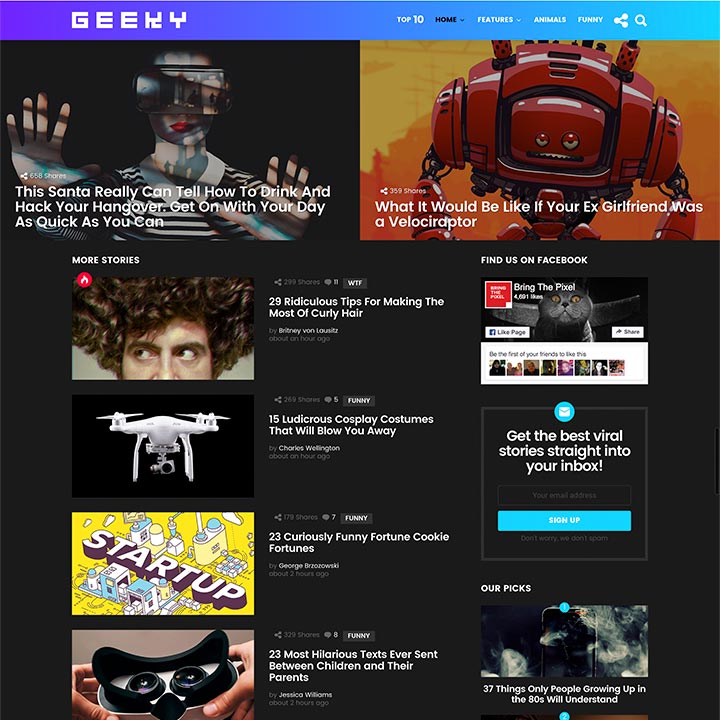 GEEKY
TOP 10
HOME
FEATURES
ANIMALS
FUNNY
658 Shares
This Santa Really Can Tell How To Drink And
Hack Your Hangover. Get On With Your Day
As Quick As You Can
359 Shares
What It Would Be Like If Your Ex Girlfriend Was
a Velociraptor
MORE STORIES
299 Shares 11 WTF
29 Ridiculous Tips For Making The
Most Of Curly Hair
by Britney von Lausitz
about an hour ago
269 Shares 5 FUNNY
15 Ludicrous Cosplay Costumes
That Will Blow You Away
by Charles Wellington
about an hour ago
STARTUP
179 Shares 7 FUNNY
23 Curiously Funny Fortune Cookie
Fortunes
by George Brzozowski
about 2 hours ago
329 Shares 8 FUNNY
23 Most Hilarious Texts Ever Sent
Between Children and Their
Parents
by Jessica Williams
about 2 hours ago
FIND US ON FACEBOOK
BRING
THE
PIXEL
Bring The Pixel
4,691 likes
Like Page
Share
Be the first of your friends to like this
Get the best viral
stories straight into
your inbox!
Your email address
SIGN UP
Don't worry, we don't spam
OUR PICKS
1
37 Things Only People Growing Up in
the 80s Will Understand
2